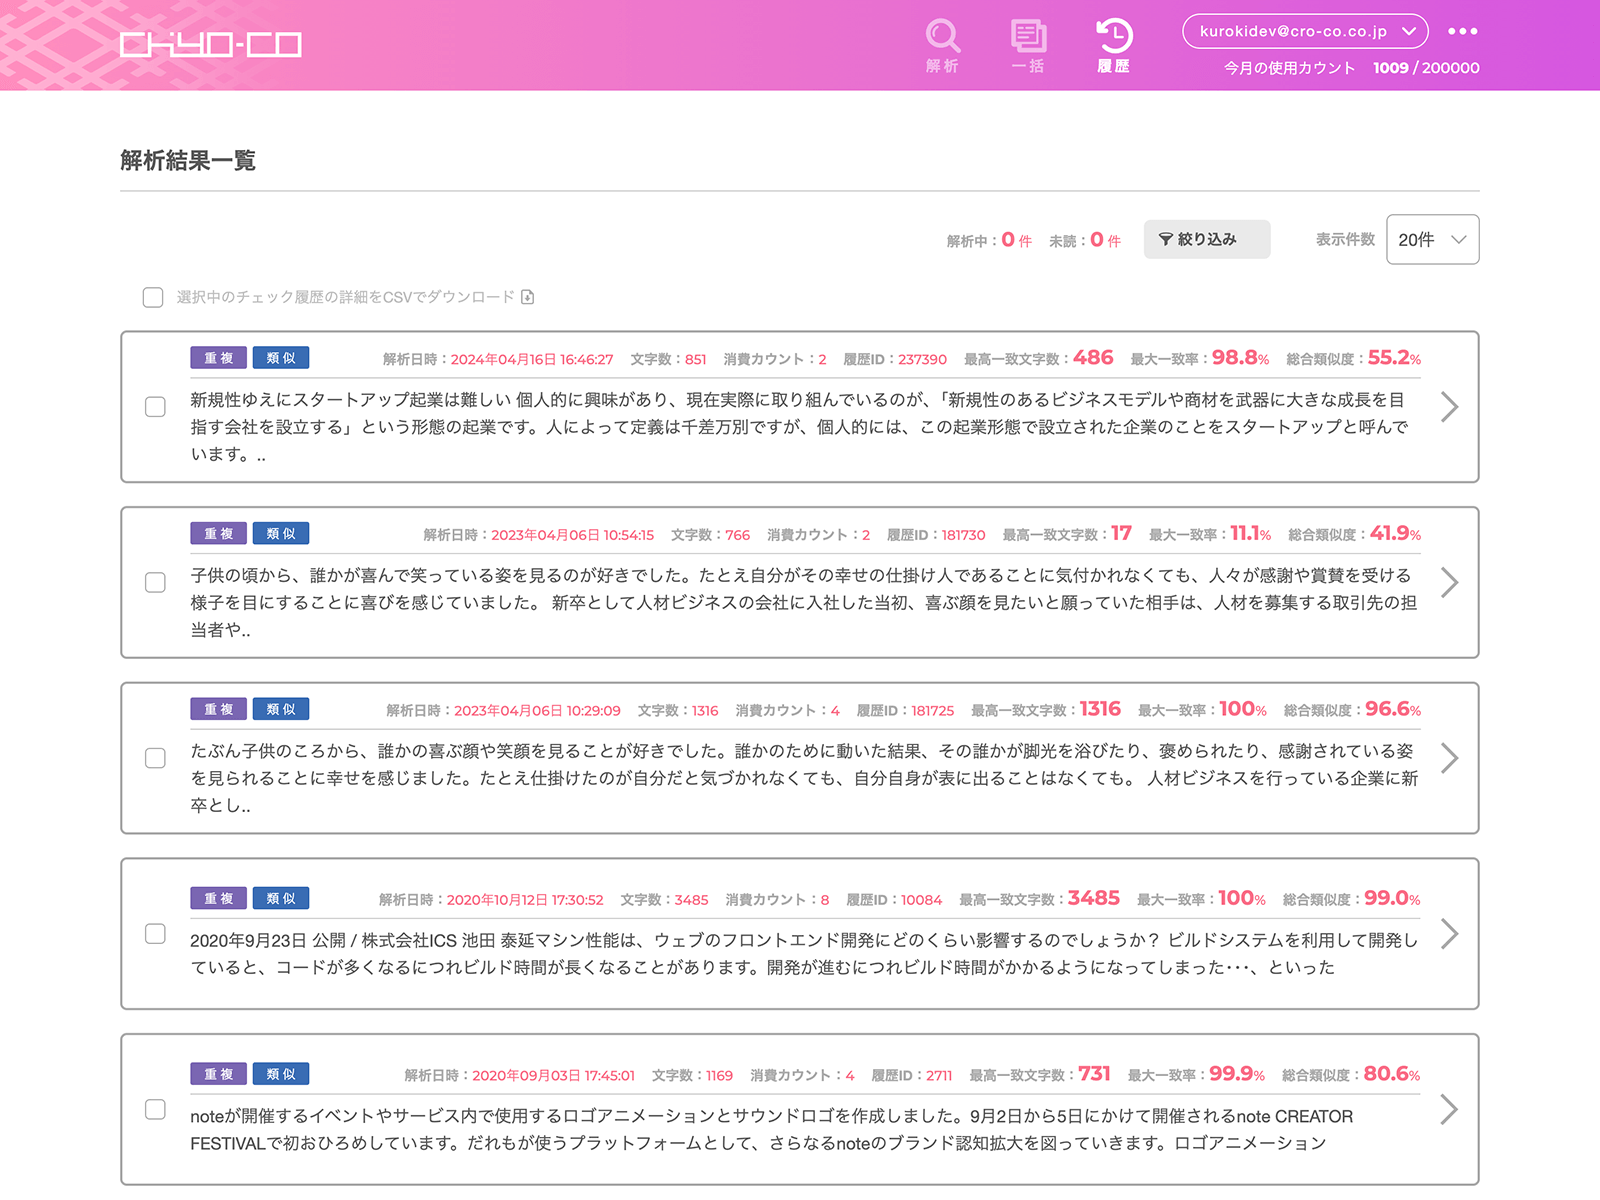 CHIYO-CO
解析
一括
履歴
kurokidev@cro-co.co.jp
今月の使用カウント 1009 / 200000
解析結果一覧
解析中：0 件 未読：0 件 絞り込み 表示件数 20件
選択中のチェック履歴の詳細をCSVでダウンロード
重複 類似 解析日時：2024年04月16日 16:46:27 文字数：851 消費カウント：2 履歴ID：237390 最高一致文字数：486 最大一致率：98.8% 総合類似度：55.2%
新規性ゆえにスタートアップ起業は難しい 個人的に興味があり、現在実際に取り組んでいるのが、「新規性のあるビジネスモデルや商材を武器に大きな成長を目
指す会社を設立する」という形態の起業です。人によって定義は千差万別ですが、個人的には、この起業形態で設立された企業のことをスタートアップと呼んで
います。..
重複 類似 解析日時：2023年04月06日 10:54:15 文字数：766 消費カウント：2 履歴ID：181730 最高一致文字数：17 最大一致率：11.1% 総合類似度：41.9%
子供の頃から、誰かが喜んで笑っている姿を見るのが好きでした。たとえ自分がその幸せの仕掛け人であることに気付かれなくても、人々が感謝や賞賛を受ける
様子を目にすることに喜びを感じていました。 新卒として人材ビジネスの会社に入社した当初、喜ぶ顔を見たいと願っていた相手は、人材を募集する取引先の担
当者や..
重複 類似 解析日時：2023年04月06日 10:29:09 文字数：1316 消費カウント：4 履歴ID：181725 最高一致文字数：1316 最大一致率：100% 総合類似度：96.6%
たぶん子供のころから、誰かの喜ぶ顔や笑顔を見ることが好きでした。誰かのために動いた結果、その誰かが脚光を浴びたり、褒められたり、感謝されている姿
を見られることに幸せを感じました。たとえ仕掛けたのが自分だと気づかれなくても、自分自身が表に出ることはなくても。 人材ビジネスを行っている企業に新
卒とし..
重複 類似 解析日時：2020年10月12日 17:30:52 文字数：3485 消費カウント：8 履歴ID：10084 最高一致文字数：3485 最大一致率：100% 総合類似度：99.0%
2020年9月23日 公開 / 株式会社ICS 池田 泰延マシン性能は、ウェブのフロントエンド開発にどのくらい影響するのでしょうか？ ビルドシステムを利用して開発し
ていると、コードが多くなるにつれビルド時間が長くなることがあります。開発が進むにつれビルド時間がかかるようになってしまった･･･、といった
重複 類似 解析日時：2020年09月03日 17:45:01 文字数：1169 消費カウント：4 履歴ID：2711 最高一致文字数：731 最大一致率：99.9% 総合類似度：80.6%
noteが開催するイベントやサービス内で使用するロゴアニメーションとサウンドロゴを作成しました。9月2日から5日にかけて開催されるnote CREATOR
FESTIVALで初おひろめしています。だれもが使うプラットフォームとして、さらなるnoteのブランド認知拡大を図っていきます。ロゴアニメーション